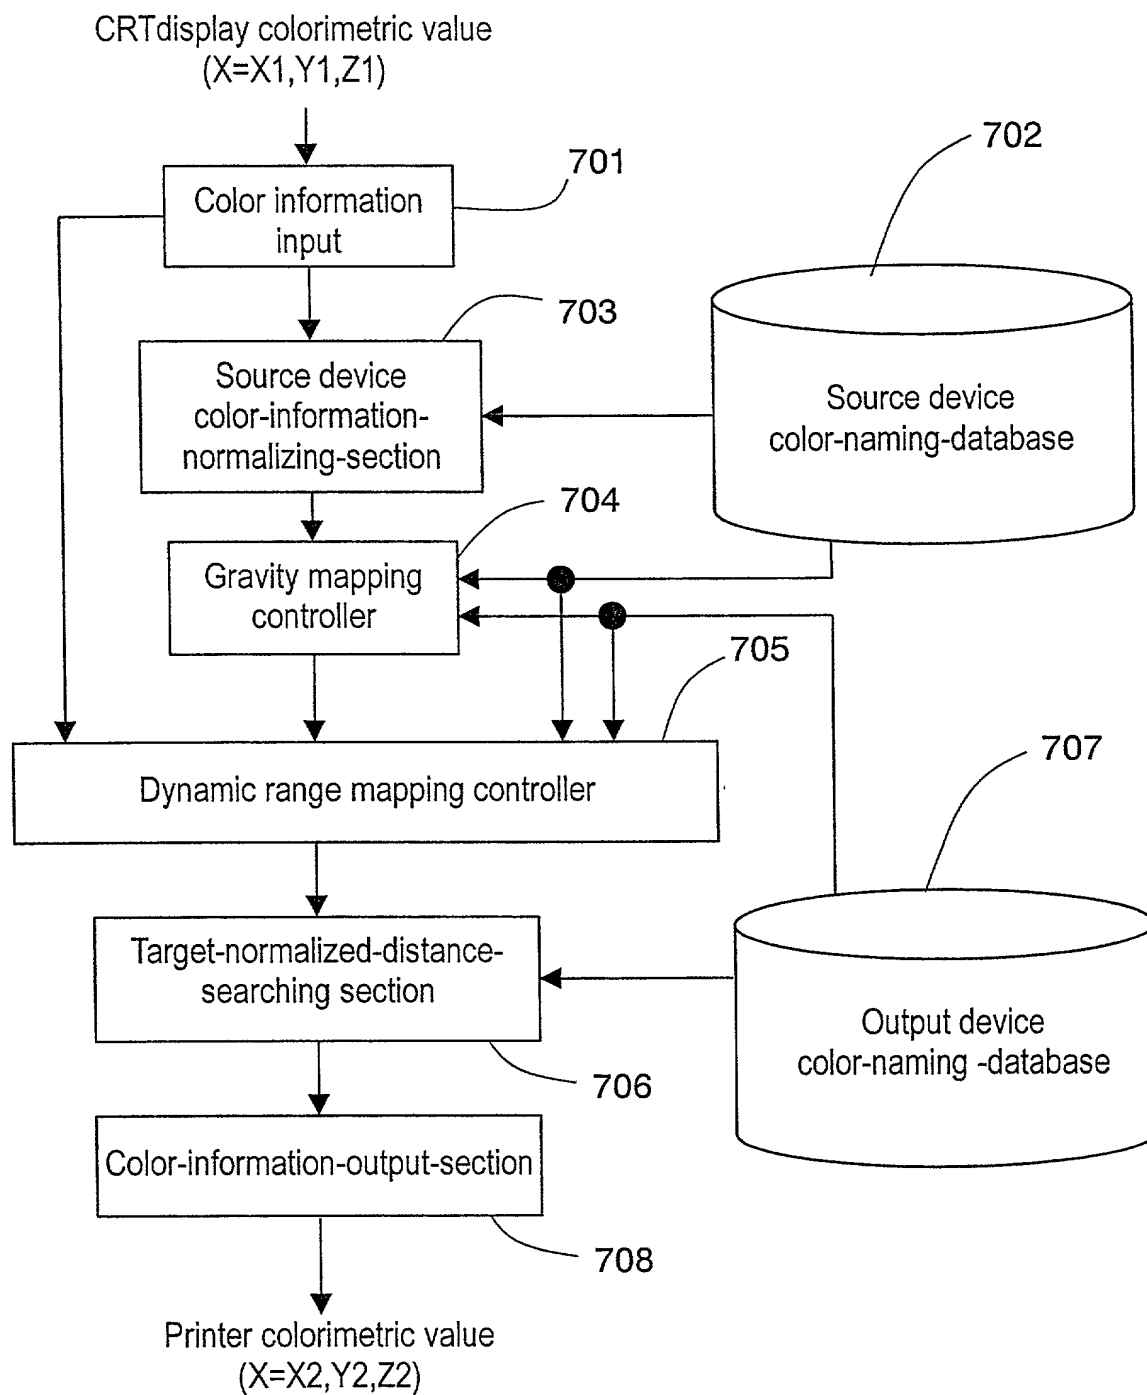 CRTdisplay colorimetric value
(X=X1,Y1,Z1)
701
Color information
input
702
703
Source device
color-information-
normalizing-section
Source device
color-naming-database
704
Gravity mapping
controller
705
Dynamic range mapping controller
707
Target-normalized-distance-
searching section
Output device
color-naming -database
706
Color-information-output-section
708
Printer colorimetric value
(X=X2,Y2,Z2)